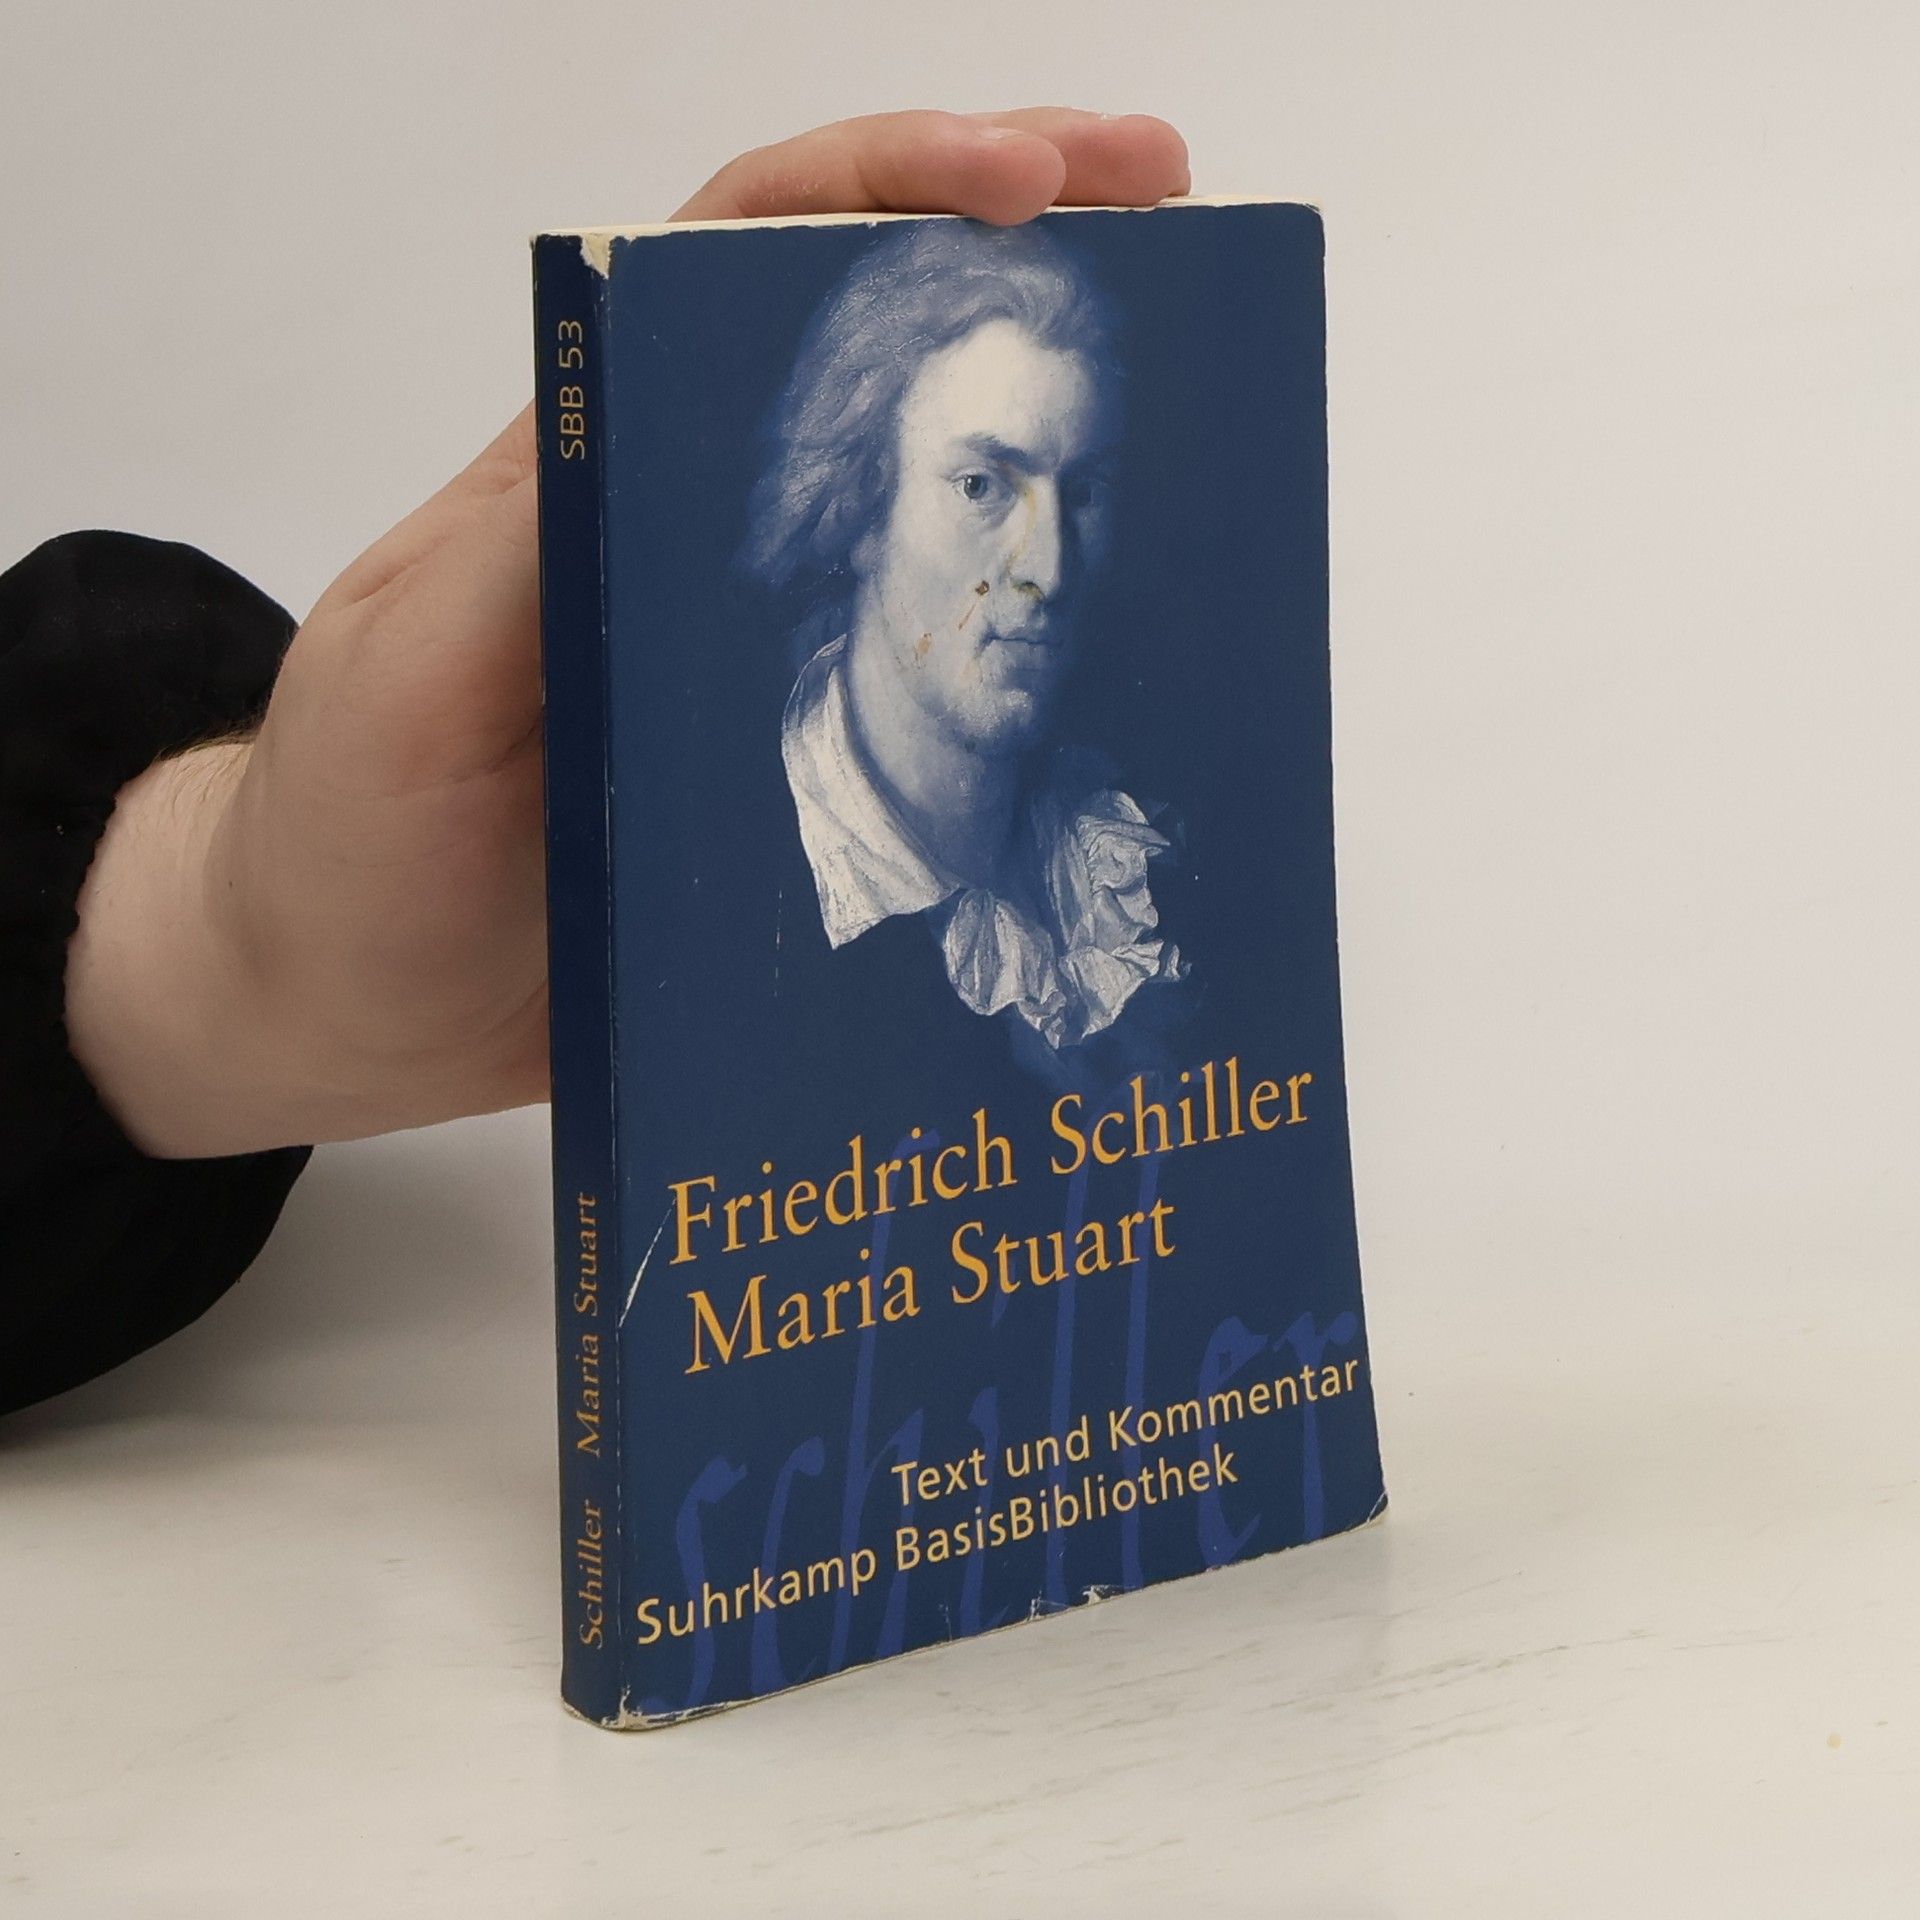 SBB 53
Schiller Maria Stuart
Friedrich Schiller
Maria Stuart
schiller
Text und Kommentar
Suhrkamp BasisBibliothek